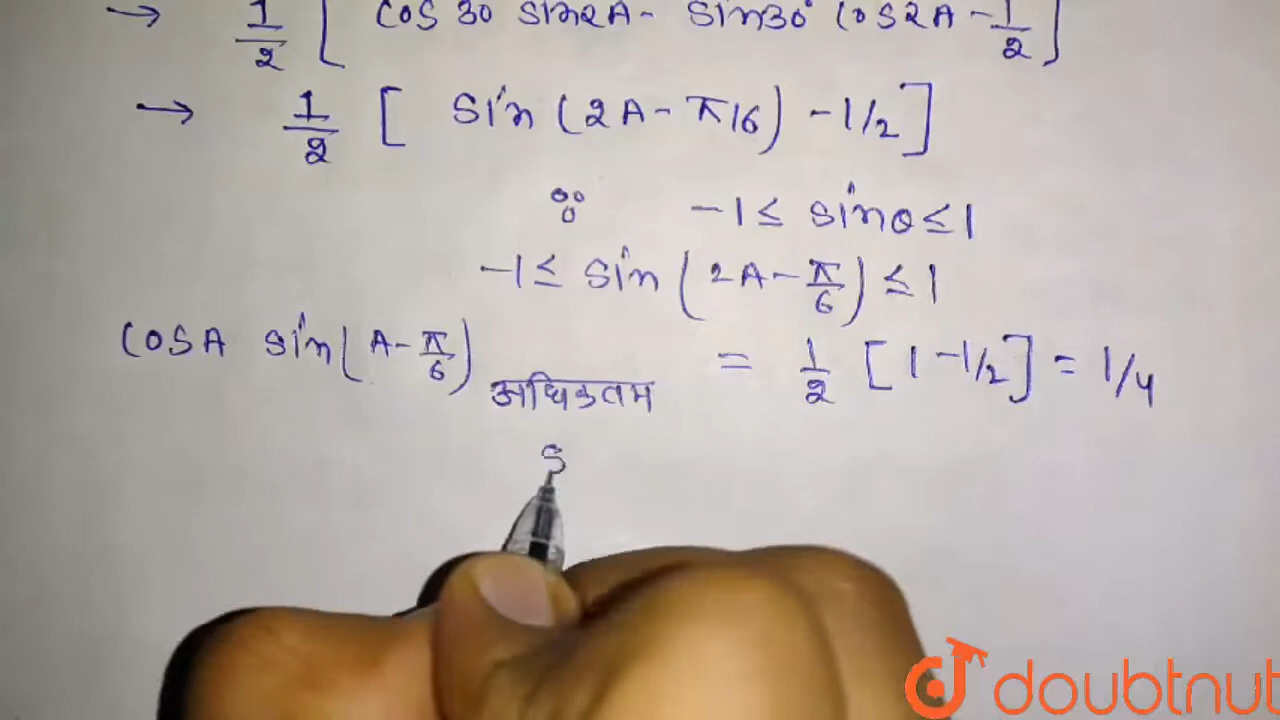 → 1/2 [ cos 30 sin2A - sin30° cos2A - 1/2 ]
→ 1/2 [ sin (2A - π/6) - 1/2 ]
∵ -1 ≤ sinθ ≤ 1
-1 ≤ sin (2A - π/6) ≤ 1
cosA sin(A - π/6) अधिकतम = 1/2 [1 - 1/2] = 1/4
S
doubtnut